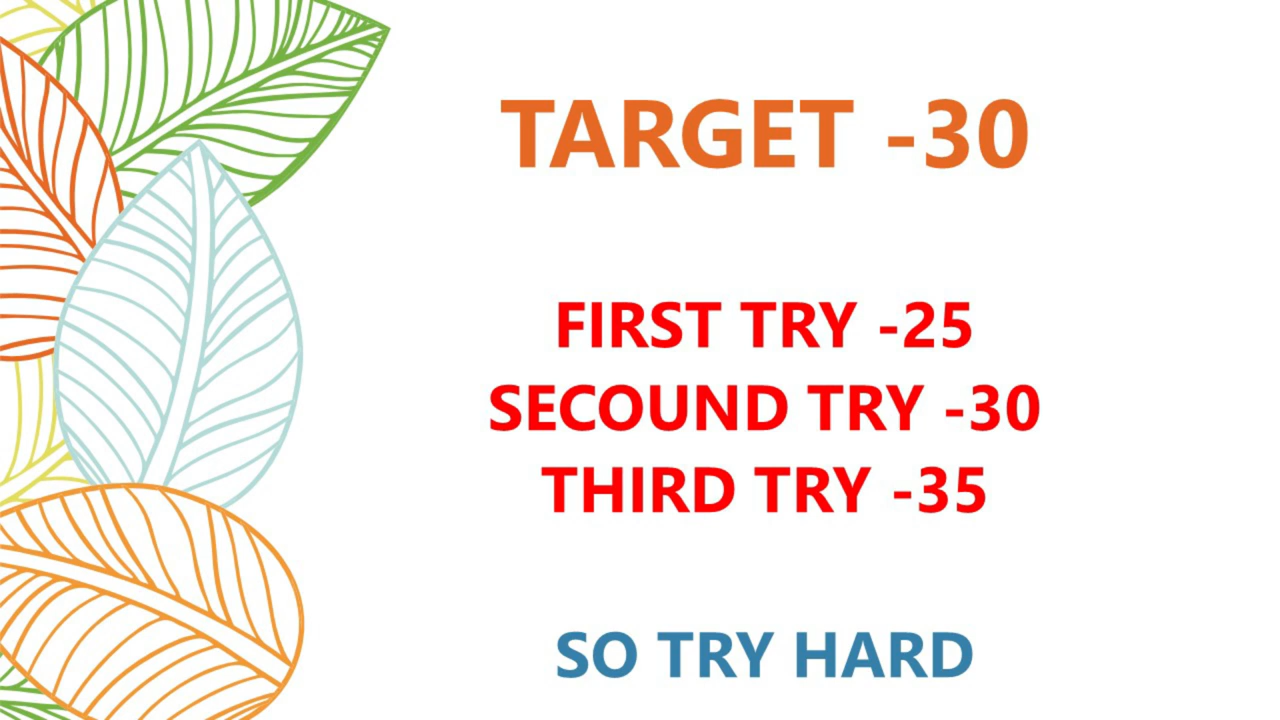 TARGET -30
FIRST TRY -25
SECOUND TRY -30
THIRD TRY -35
SO TRY HARD